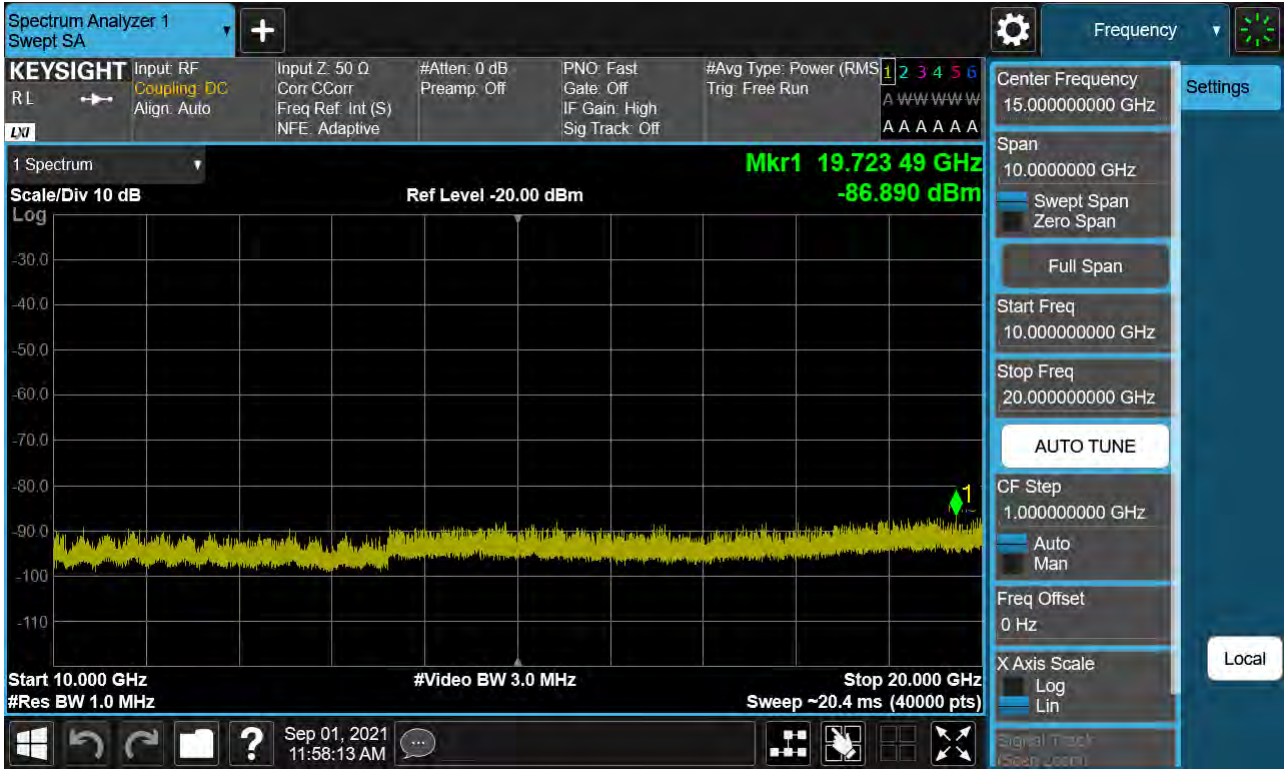 Spectrum Analyzer 1
Swept SA
+
Frequency
KEYSIGHT
R L
LXI
Input: RF
Coupling: DC
Align: Auto
Input Z: 50 Ω
Corr CCorr
Freq Ref: Int (S)
NFE: Adaptive
#Atten: 0 dB
Preamp: Off
PNO: Fast
Gate: Off
IF Gain: High
Sig Track: Off
#Avg Type: Power (RMS
Trig: Free Run
1 2 3 4 5 6
A W W W W W
A A A A A A
1 Spectrum
Scale/Div 10 dB
Log
Ref Level -20.00 dBm
Mkr1 19.723 49 GHz
-86.890 dBm
-30.0
-40.0
-50.0
-60.0
-70.0
-80.0
-90.0
-100
-110
1
Start 10.000 GHz
#Res BW 1.0 MHz
#Video BW 3.0 MHz
Stop 20.000 GHz
Sweep ~20.4 ms (40000 pts)
?
Sep 01, 2021
11:58:13 AM
Center Frequency
15.000000000 GHz
Span
10.0000000 GHz
Swept Span
Zero Span
Full Span
Start Freq
10.000000000 GHz
Stop Freq
20.000000000 GHz
AUTO TUNE
CF Step
1.000000000 GHz
Auto
Man
Freq Offset
0 Hz
X Axis Scale
Log
Lin
Signal Track
(Span Zoom)
Settings
Local